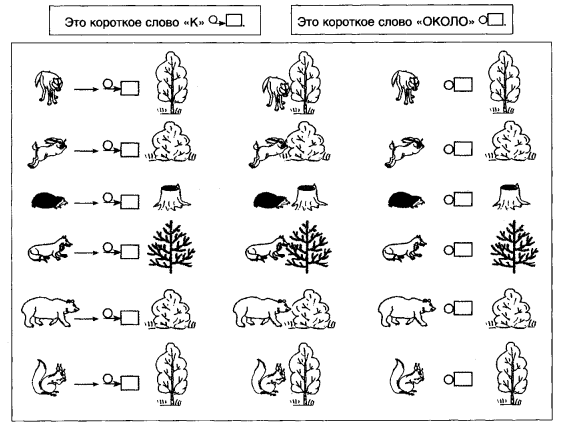 Это короткое слово «К» .
Это короткое слово «ОКОЛО» .